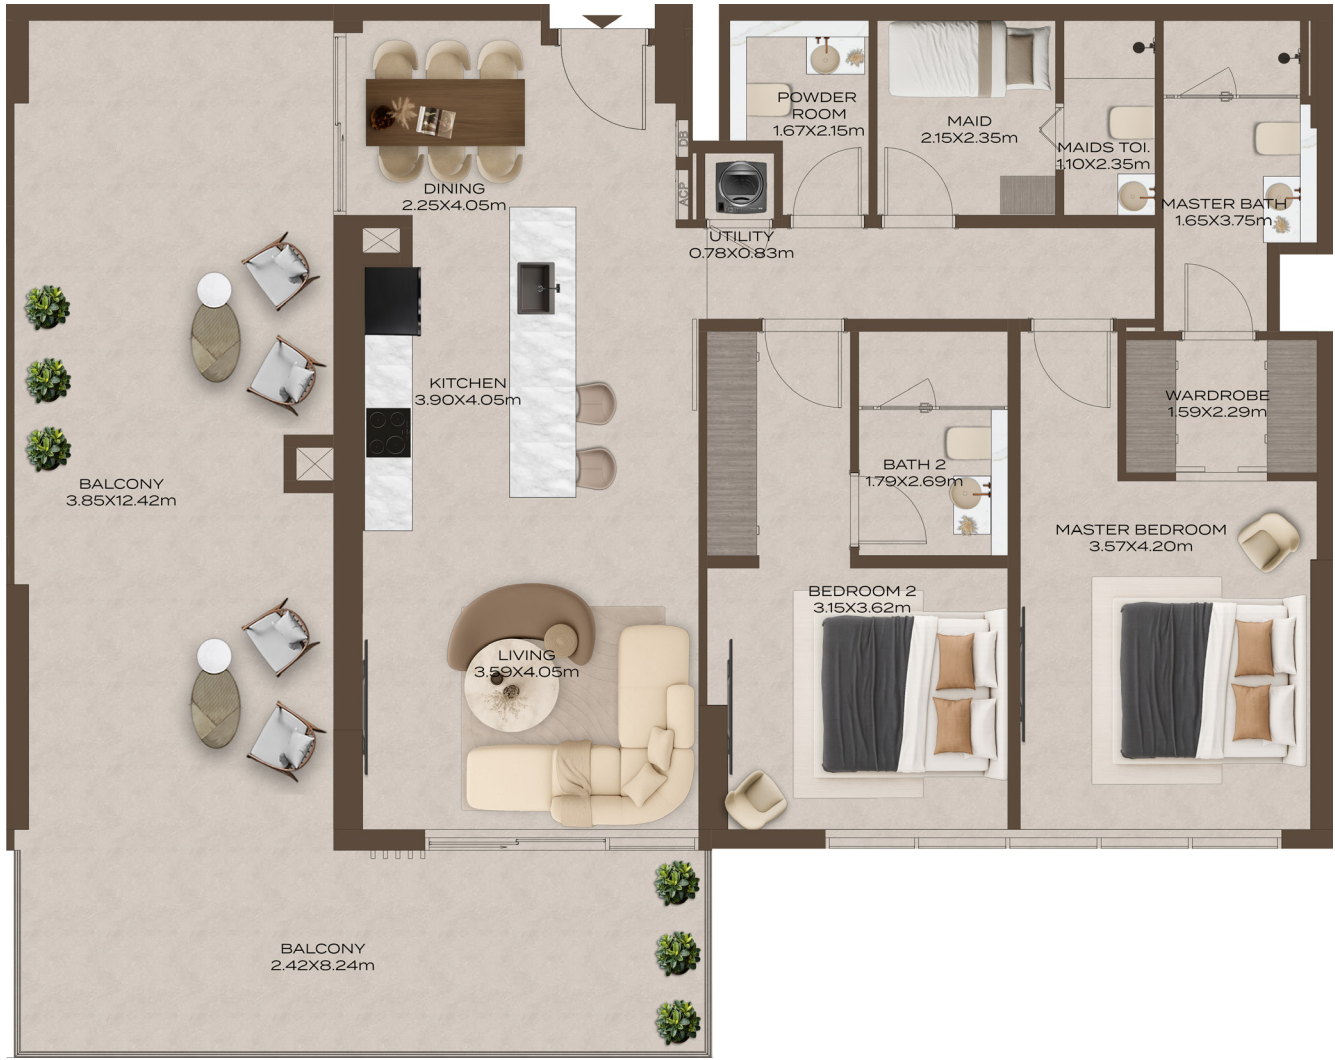 POWDER
ROOM
1.67X2.15m
MAID
2.15X2.35m
MAIDS TOI.
1.10X2.35m
DB
ACP
DINING
2.25X4.05m
MASTER BATH
1.65X3.75m
UTILITY
0.78X0.83m
KITCHEN
3.90X4.05m
WARDROBE
1.59X2.29m
BATH 2
1.79X2.69m
BALCONY
3.85X12.42m
MASTER BEDROOM
3.57X4.20m
BEDROOM 2
3.15X3.62m
LIVING
3.59X4.05m
S
BALCONY
2.42X8.24m